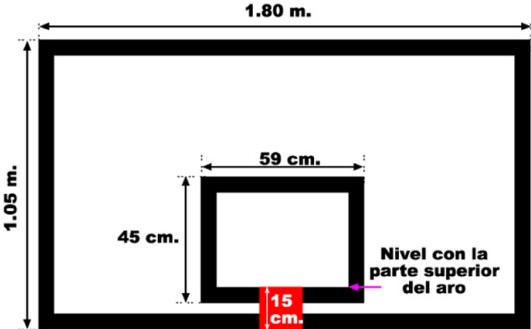 1.80 m.
1.05 m.
59 cm.
45 cm.
Nivel con la
parte superior
del aro
15
cm.